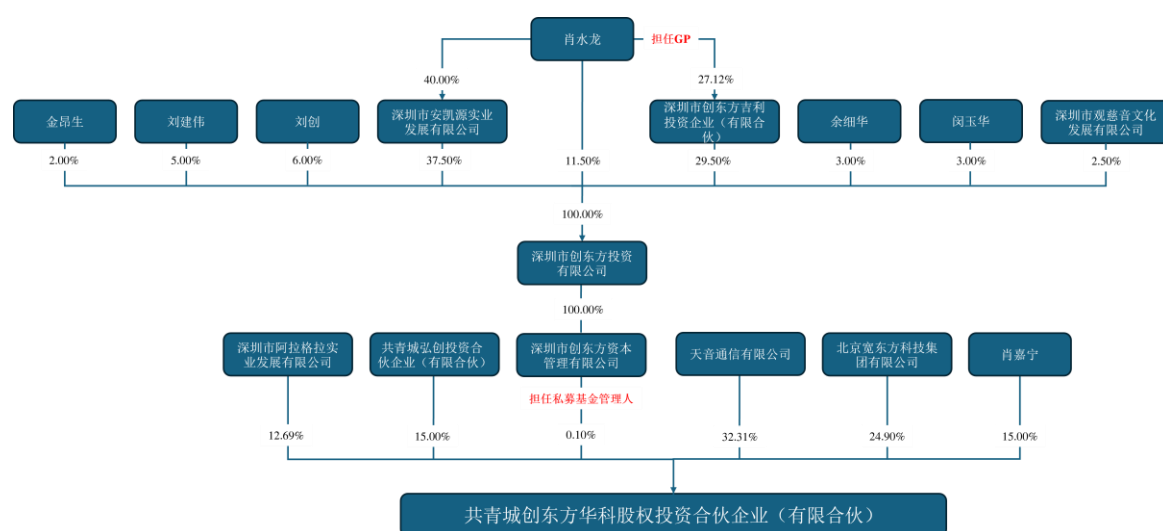 肖水龙
担任GP
40.00%
27.12%
金昂生
刘建伟
刘创
深圳市安凯源实业
发展有限公司
深圳市创东方吉利
投资企业（有限合
伙）
余细华
闵玉华
深圳市观慈音文化
发展有限公司
2.00%
5.00%
6.00%
37.50%
11.50%
29.50%
3.00%
3.00%
2.50%
100.00%
深圳市创东方投资
有限公司
100.00%
深圳市阿拉格拉实
业发展有限公司
共青城弘创投资合
伙企业（有限合伙）
深圳市创东方资本
管理有限公司
天音通信有限公司
北京宽东方科技集
团有限公司
肖嘉宁
担任私募基金管理人
12.69%
15.00%
0.10%
32.31%
24.90%
15.00%
共青城创东方华科股权投资合伙企业（有限合伙）